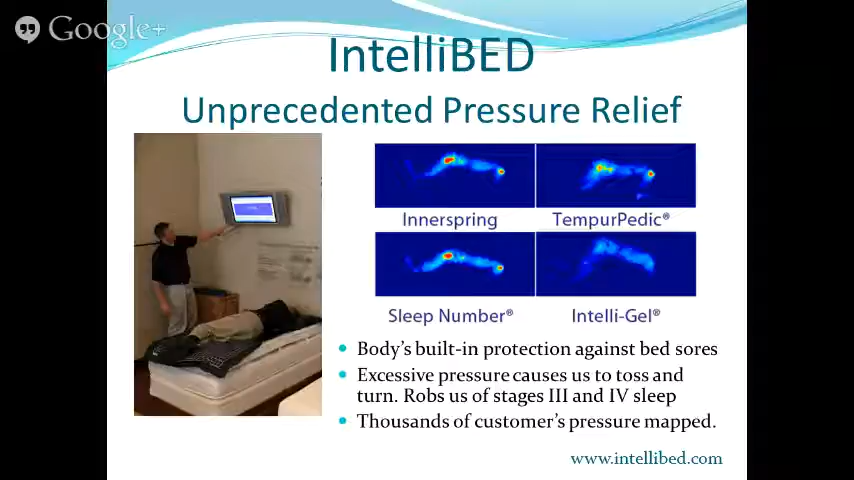 Google+
IntelliBED
Unprecedented Pressure Relief
Innerspring
TempurPedic®
Sleep Number®
Intelli-Gel®
Body's built-in protection against bed sores
Excessive pressure causes us to toss and
turn. Robs us of stages III and IV sleep
Thousands of customer's pressure mapped.
www.intellibed.com